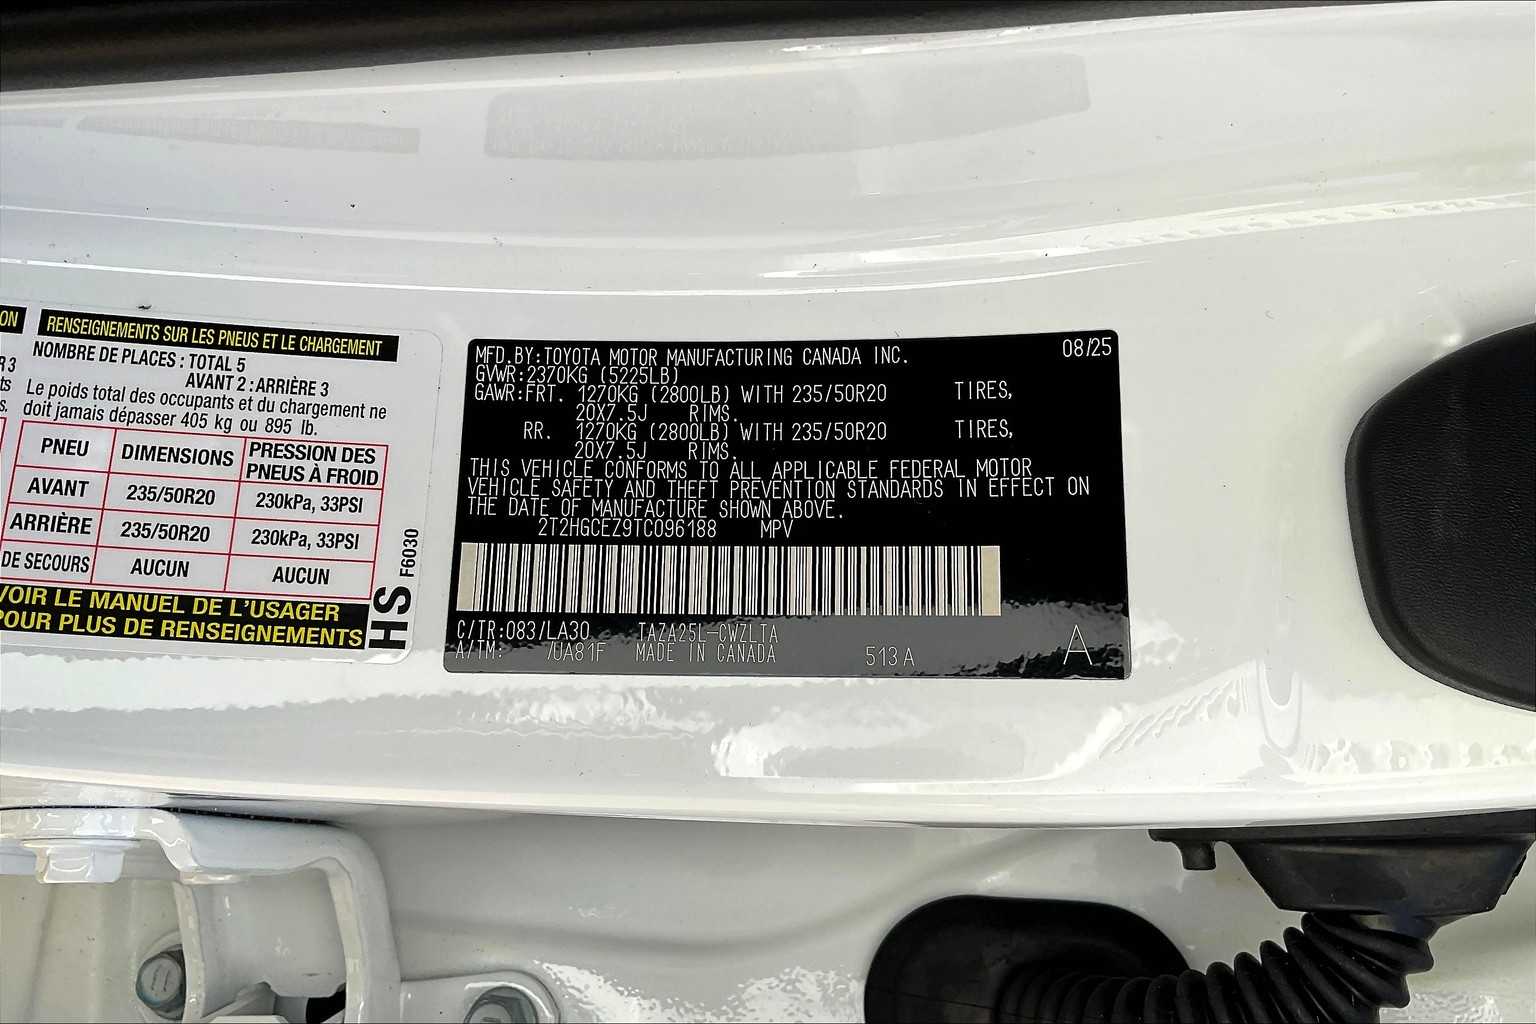 ON
R3
ts
s.
RENSEIGNEMENTS SUR LES PNEUS ET LE CHARGEMENT
NOMBRE DE PLACES : TOTAL 5
AVANT 2 : ARRIÈRE 3
Le poids total des occupants et du chargement ne
doit jamais dépasser 405 kg ou 895 lb.
PNEU DIMENSIONS PRESSION DES PNEUS À FROID
AVANT 235/50R20 230kPa, 33PSI
ARRIÈRE 235/50R20 230kPa, 33PSI
DE SECOURS AUCUN AUCUN
VOIR LE MANUEL DE L'USAGER
POUR PLUS DE RENSEIGNEMENTS
HS F6030
MFD.BY:TOYOTA MOTOR MANUFACTURING CANADA INC. 08/25
GVWR:2370KG (5225LB)
GAWR:FRT. 1270KG (2800LB) WITH 235/50R20 TIRES,
20X7.5J RIMS.
RR. 1270KG (2800LB) WITH 235/50R20 TIRES,
20X7.5J RIMS.
THIS VEHICLE CONFORMS TO ALL APPLICABLE FEDERAL MOTOR
VEHICLE SAFETY AND THEFT PREVENTION STANDARDS IN EFFECT ON
THE DATE OF MANUFACTURE SHOWN ABOVE.
2T2HGCEZ9TC096188 MPV
C/TR:083/LA30 TAZA25L-CWZLTA
A/TM: /UA81F MADE IN CANADA 513A A